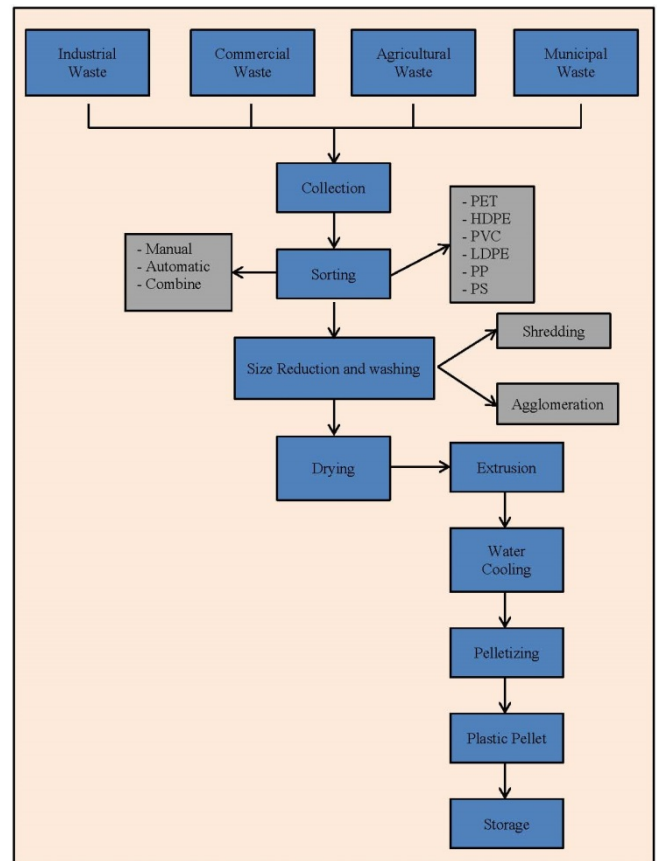 Industrial
Waste
Commercial
Waste
Agricultural
Waste
Municipal
Waste
Collection
- PET
- HDPE
- PVC
- LDPE
- PP
- PS
- Manual
- Automatic
- Combine
Sorting
Shredding
Size Reduction and washing
Agglomeration
Drying
Extrusion
Water
Cooling
Pelletizing
Plastic Pellet
Storage